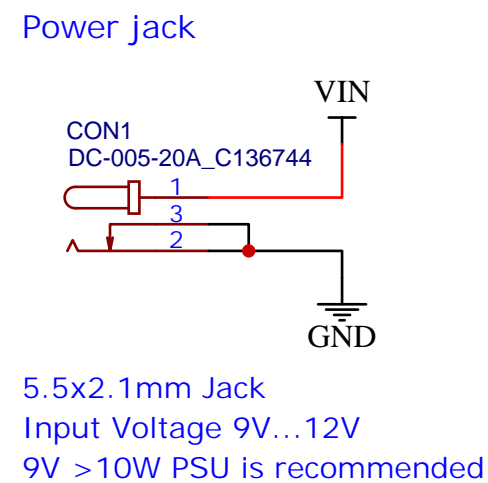 Power jack
VIN
CON1
DC-005-20A_C136744
1
3
2
GND
5.5x2.1mm Jack
Input Voltage 9V...12V
9V >10W PSU is recommended